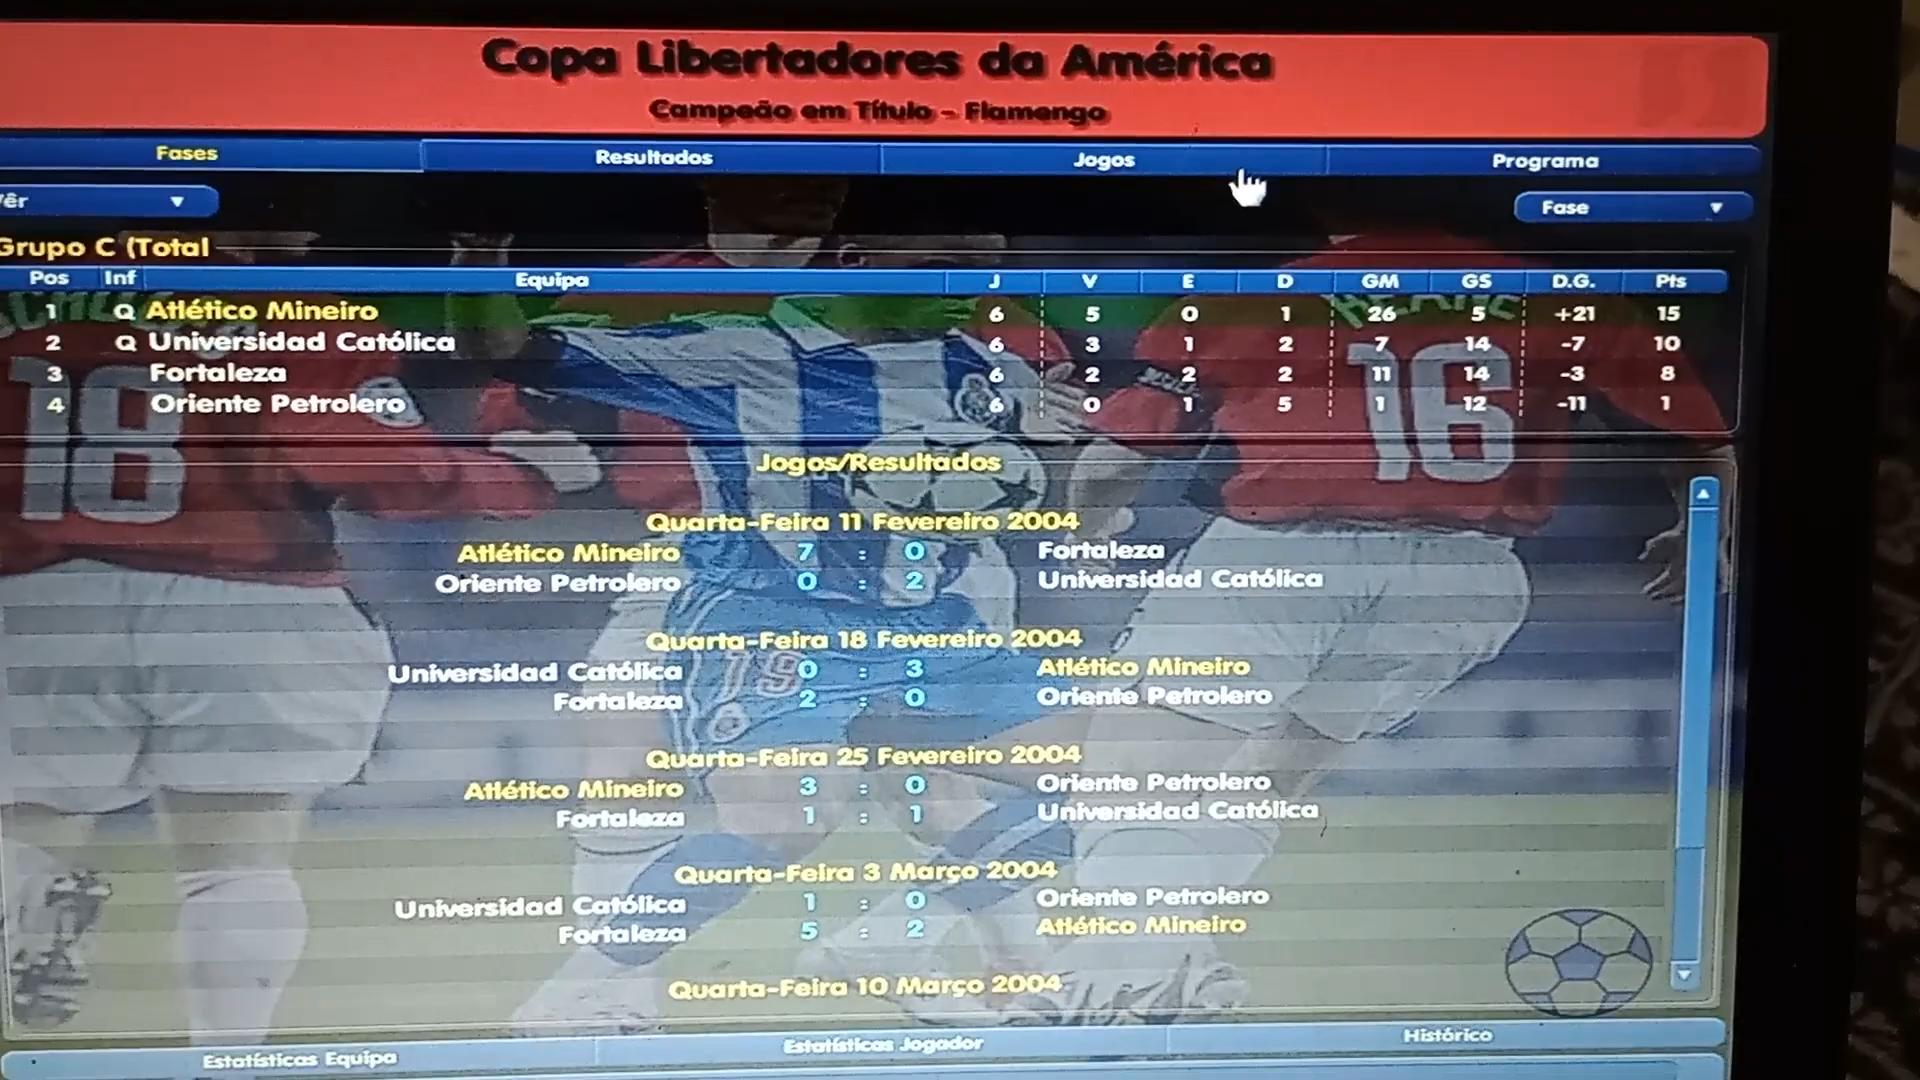 Copa Libertadores da América
Campeão em Título - Flamengo
Fases Resultados Jogos Programa
Vêr Fase
Grupo C (Total
Pos Inf Equipa J V E D GM GS D.G. Pts
1 Q Atlético Mineiro 6 5 0 1 26 5 +21 15
2 Q Universidad Católica 6 3 1 2 7 14 -7 10
3 Fortaleza 6 2 2 2 11 14 -3 8
4 Oriente Petrolero 6 0 1 5 1 12 -11 1
18 16
Jogos/Resultados
Quarta-Feira 11 Fevereiro 2004
Atlético Mineiro 7 : 0 Fortaleza
Oriente Petrolero 0 : 2 Universidad Católica
Quarta-Feira 18 Fevereiro 2004
Universidad Católica 0 : 3 Atlético Mineiro
19
Fortaleza 2 : 0 Oriente Petrolero
Quarta-Feira 25 Fevereiro 2004
Atlético Mineiro 3 : 0 Oriente Petrolero
Fortaleza 1 : 1 Universidad Católica
Quarta-Feira 3 Março 2004
Universidad Católica 1 : 0 Oriente Petrolero
Fortaleza 5 : 2 Atlético Mineiro
Quarta-Feira 10 Março 2004
Estatísticas Equipa Estatísticas Jogador Histórico